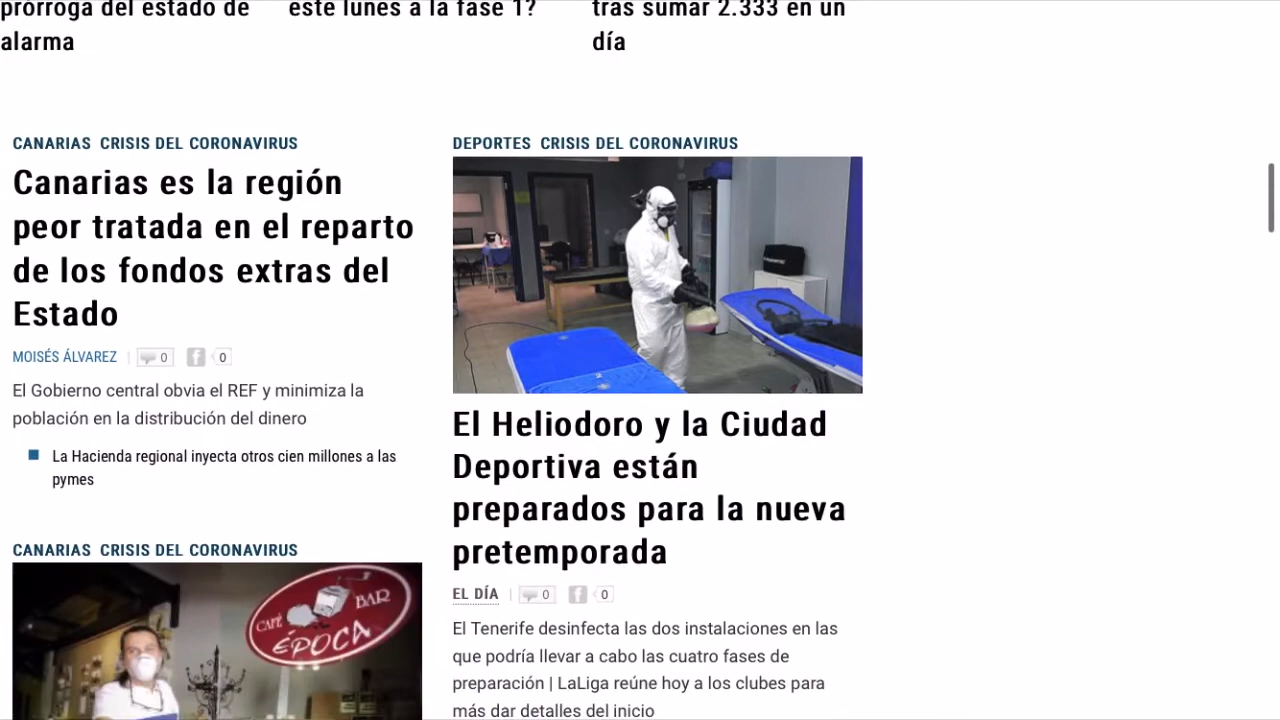 prórroga del estado de
alarma
este lunes a la fase 1?
tras sumar 2.333 en un
día
CANARIAS CRISIS DEL CORONAVIRUS
Canarias es la región
peor tratada en el reparto
de los fondos extras del
Estado
MOISÉS ÁLVAREZ | 0 0
El Gobierno central obvia el REF y minimiza la
población en la distribución del dinero
La Hacienda regional inyecta otros cien millones a las
pymes
CANARIAS CRISIS DEL CORONAVIRUS
CAFÉ BAR
ÉPOCA
DEPORTES CRISIS DEL CORONAVIRUS
El Heliodoro y la Ciudad
Deportiva están
preparados para la nueva
pretemporada
EL DÍA | 0 0
El Tenerife desinfecta las dos instalaciones en las
que podría llevar a cabo las cuatro fases de
preparación | LaLiga reúne hoy a los clubes para
más dar detalles del inicio